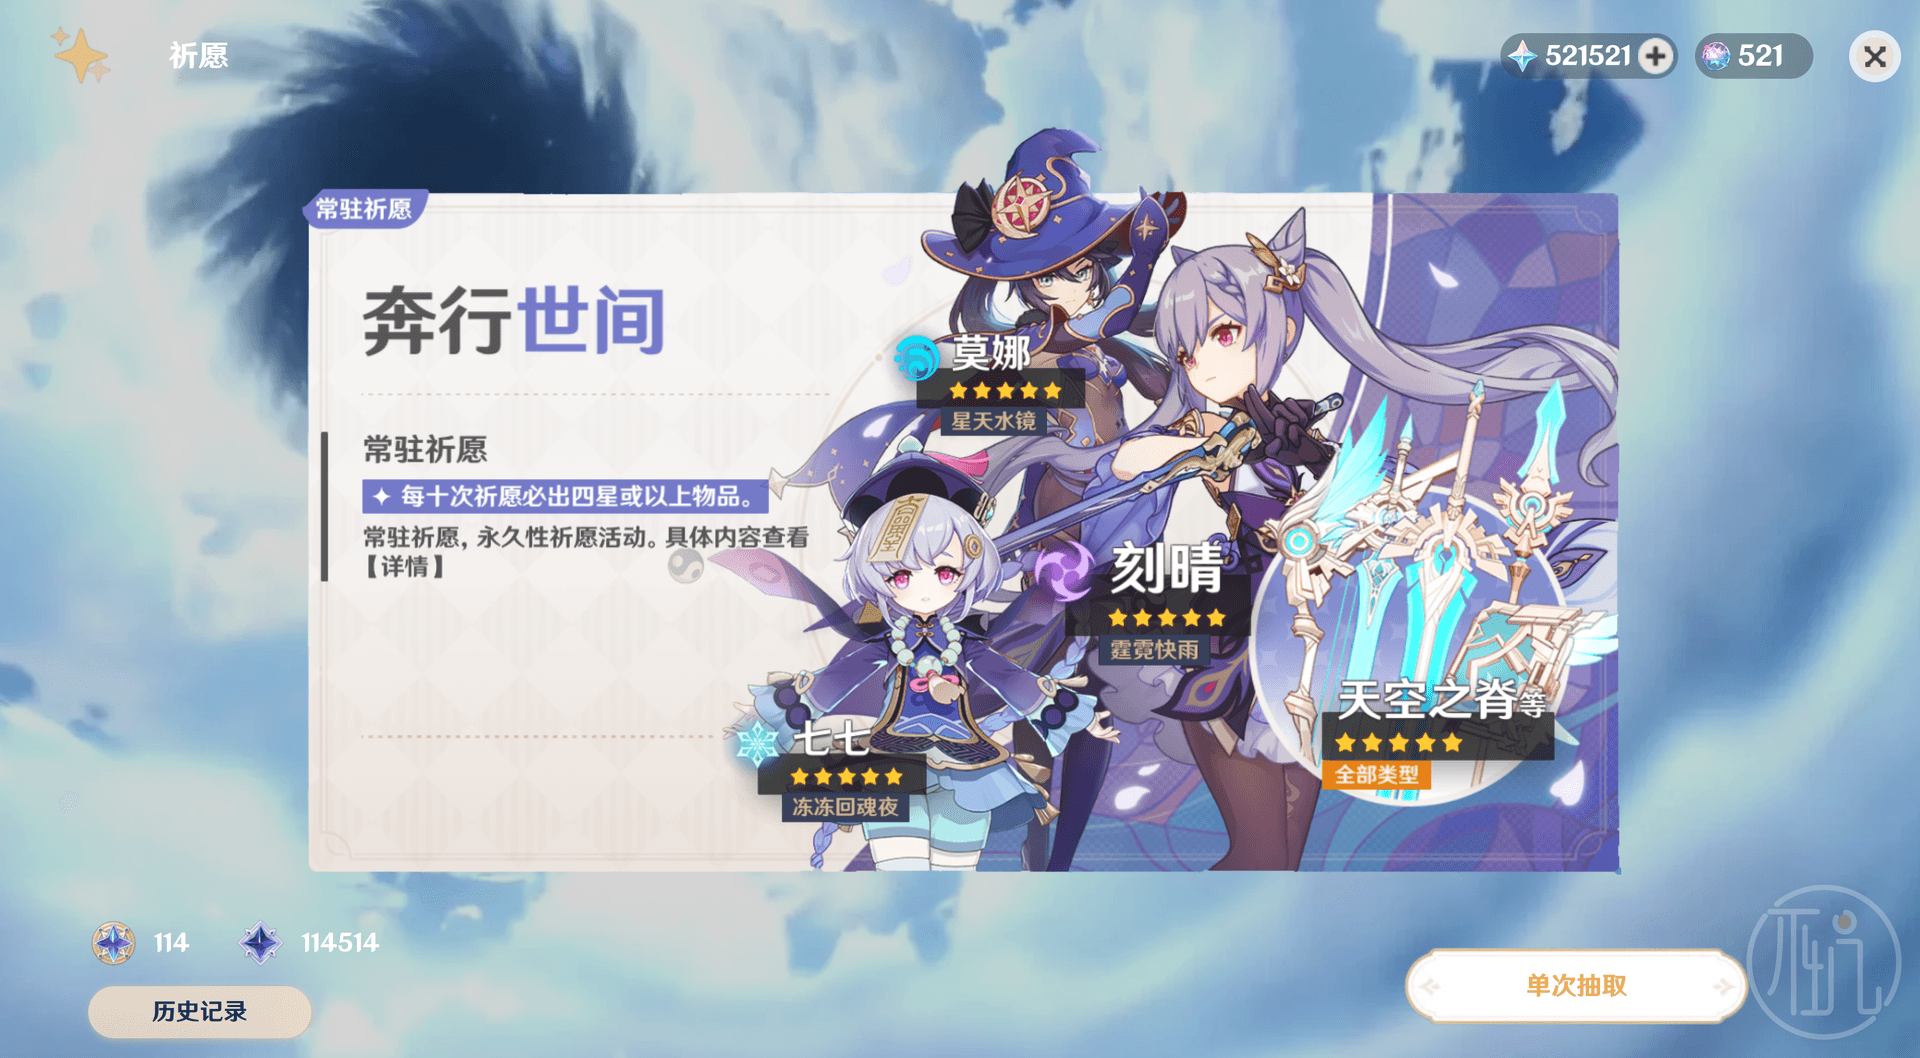 祈愿
521521
521
常驻祈愿
奔行世间
常驻祈愿
每十次祈愿必出四星或以上物品。
常驻祈愿，永久性祈愿活动。具体内容查看
【详情】
莫娜
星天水镜
刻晴
霆霓快雨
七七
冻冻回魂夜
天空之脊等
全部类型
114
114514
历史记录
单次抽取